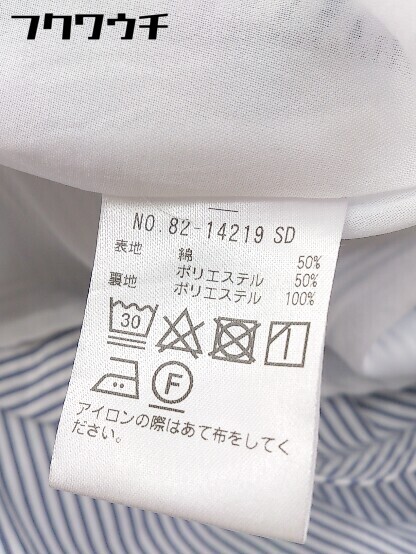 フクワウチ
NO.82-14219 SD
表地 綿 50%
ポリエステル 50%
裏地 ポリエステル 100%
30
F
アイロンの際はあて布をしてく
ださい。